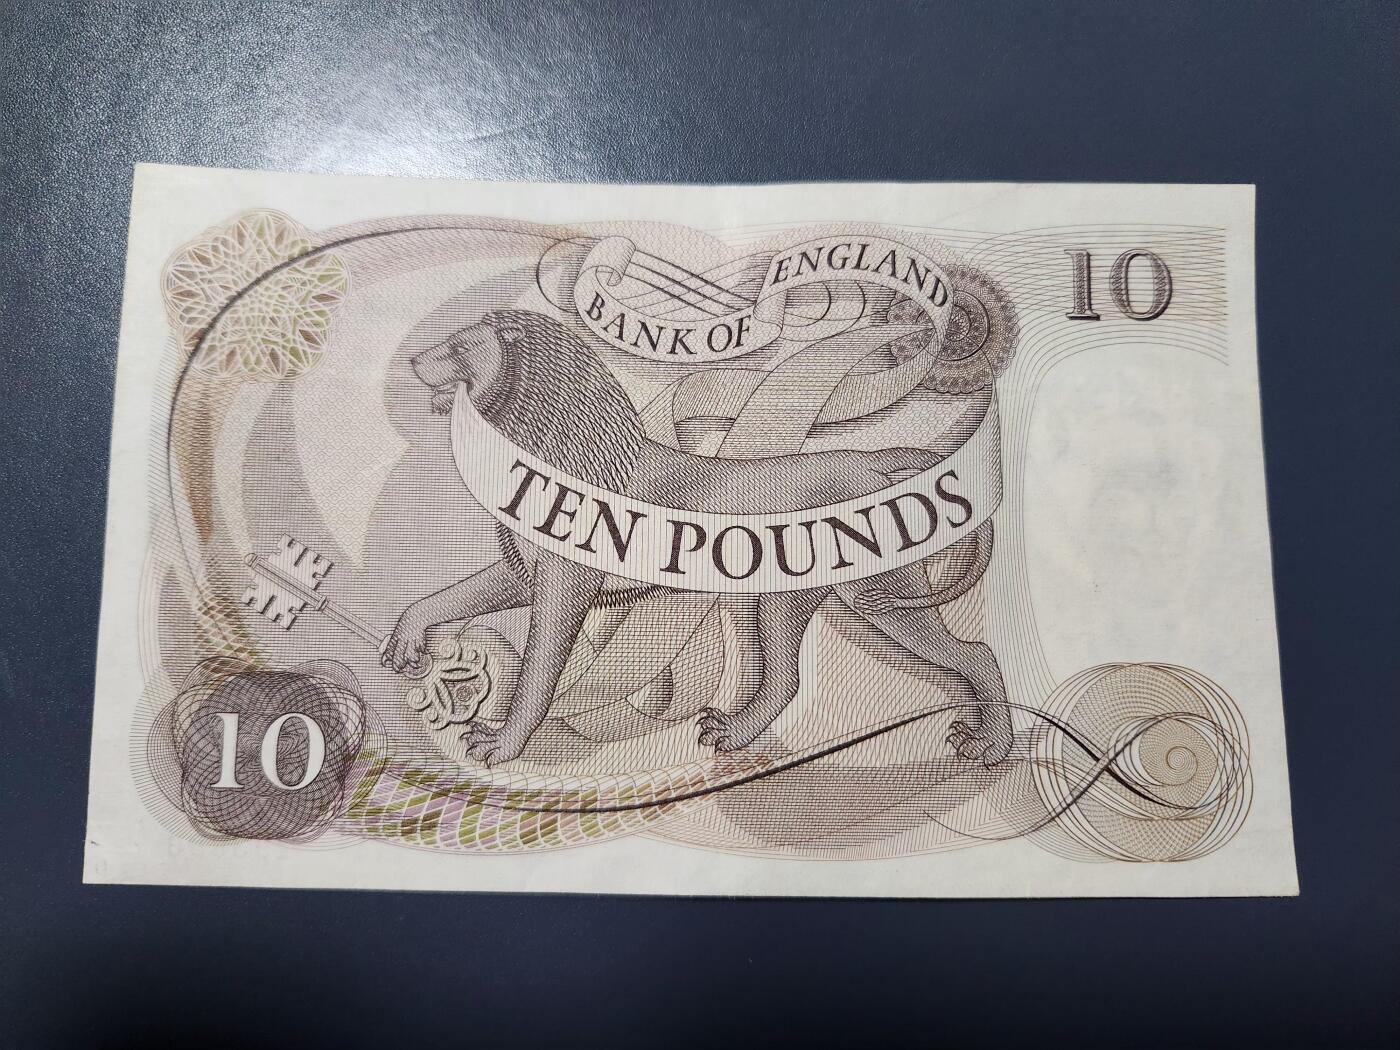 BANK OF ENGLAND
10
TEN POUNDS
10